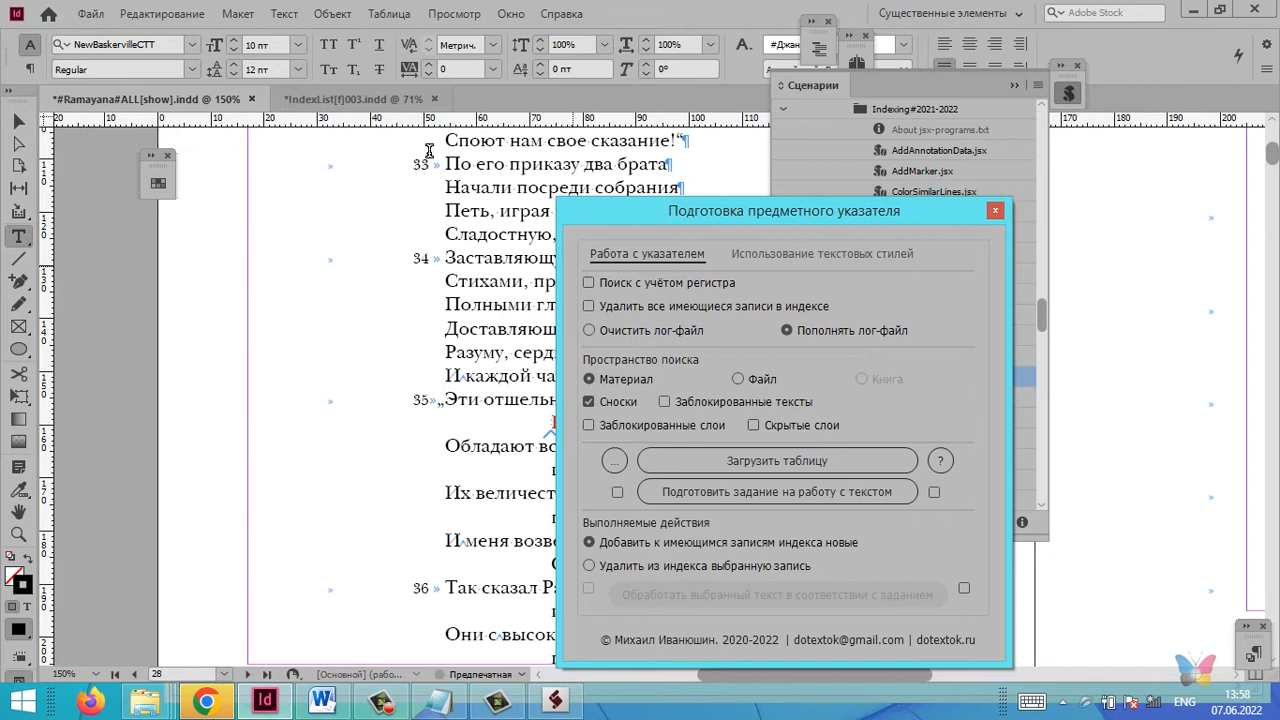 Файл Редактирование Макет Текст Объект Таблица Просмотр Окно Справка Существенные элементы Adobe Stock
NewBaskervilleCTT 10 пт Метрич. 100% 100%
Regular 12 пт 0 0 пт 0°
*#Ramayana#ALL[show].indd @ 150% *IndexList[f]003.indd @ 71%
Сценарии
Indexing#2021-2022
About jsx-programs.txt
AddAnnotationData.jsx
AddMarker.jsx
ColorSimilarLines.jsx
Споют нам свое сказание!“¶
33 » По его приказу два брата¶
Начали посреди собрания¶
Петь, играя
Сладостную,
34 » Заставляющу
Стихами, пр
Полными гл
Доставляющ
Разуму, серд
И каждой ча
35 » „Эти отшельн
Обладают вс
Их величест
И меня возве
36 » Так сказал Ра
Они с высок
Подготовка предметного указателя
Работа с указателем Использование текстовых стилей
Поиск с учётом регистра
Удалить все имеющиеся записи в индексе
Очистить лог-файл Пополнять лог-файл
Пространство поиска
Материал Файл Книга
Сноски Заблокированные тексты
Заблокированные слои Скрытые слои
... Загрузить таблицу ?
Подготовить задание на работу с текстом
Выполняемые действия
Добавить к имеющимся записям индекса новые
Удалить из индекса выбранную запись
Обработать выбранный текст в соответствии с заданием
© Михаил Иванюшин. 2020-2022 | dotextok@gmail.com | dotextok.ru
150% 28 [Основной] (рабо... Предпечатная
ENG 13:58
07.06.2022